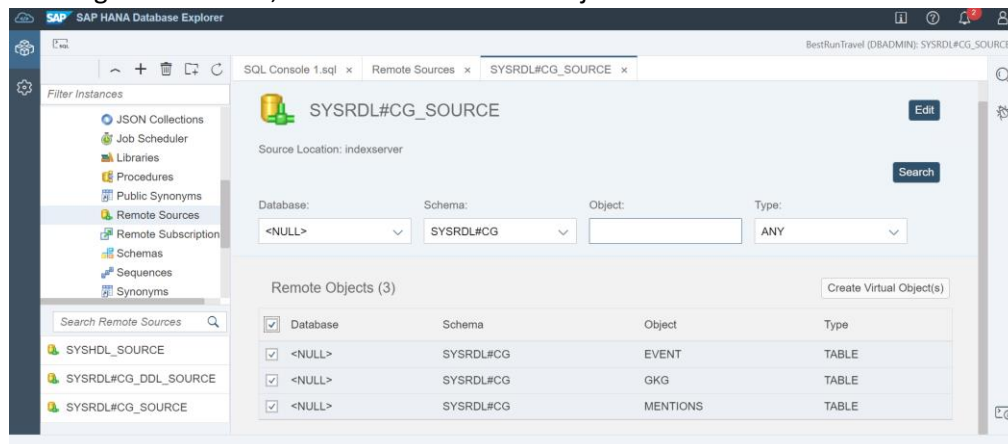 SAP SAP HANA Database Explorer
2
SQL
BestRunTravel (DBADMIN): SYSRDL#CG_SOURCE
SQL Console 1.sql × Remote Sources × SYSRDL#CG_SOURCE ×
Filter Instances
JSON Collections
Job Scheduler
Libraries
Procedures
Public Synonyms
Remote Sources
Remote Subscription
Schemas
Sequences
Synonyms
Search Remote Sources
SYSHDL_SOURCE
SYSRDL#CG_DDL_SOURCE
SYSRDL#CG_SOURCE
SYSRDL#CG_SOURCE
Edit
Source Location: indexserver
Search
Database: Schema: Object: Type:
<NULL> SYSRDL#CG ANY
Remote Objects (3)
Create Virtual Object(s)
Database Schema Object Type
<NULL> SYSRDL#CG EVENT TABLE
<NULL> SYSRDL#CG GKG TABLE
<NULL> SYSRDL#CG MENTIONS TABLE